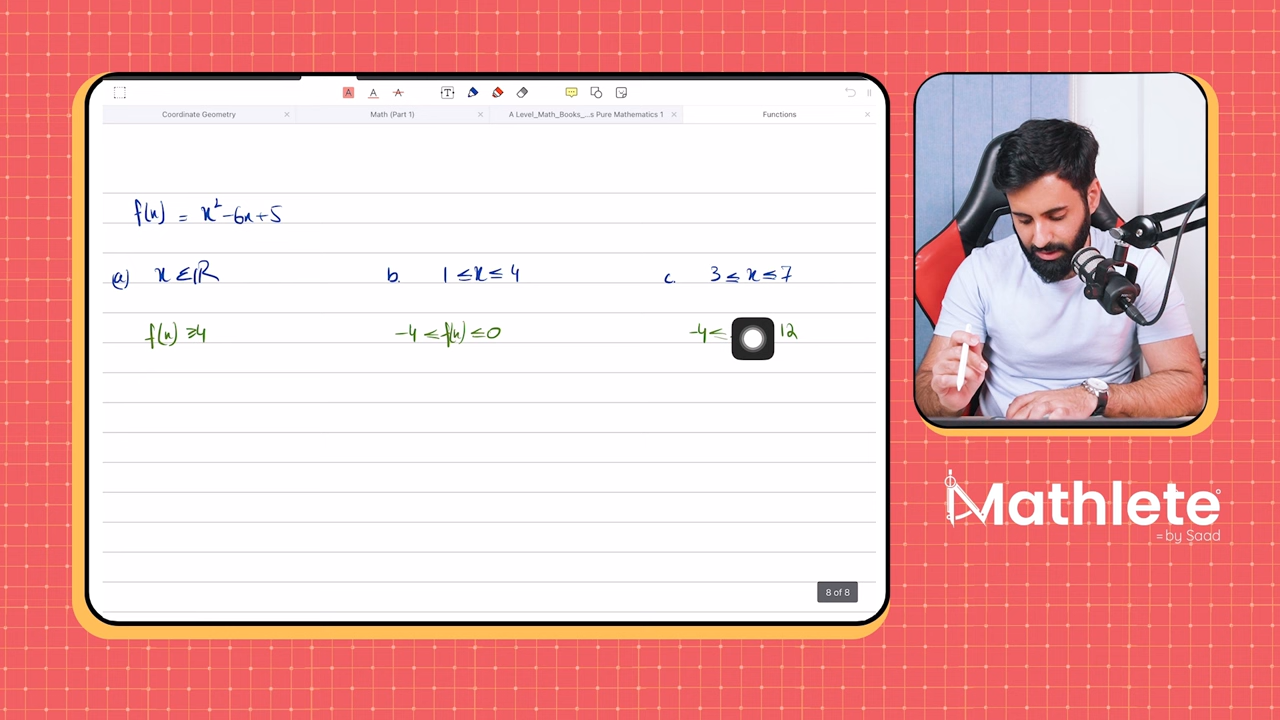 Coordinate Geometry
Math (Part 1)
A Level_Math_Books_...s Pure Mathematics 1
Functions
f(x) = x² - 6x + 5
(a) x ∈ ℝ
b. 1 ≤ x ≤ 4
c. 3 ≤ x ≤ 7
f(x) ≥ 4
-4 ≤ f(x) ≤ 0
-4 ≤ 12
8 of 8
Mathlete
= by Saad